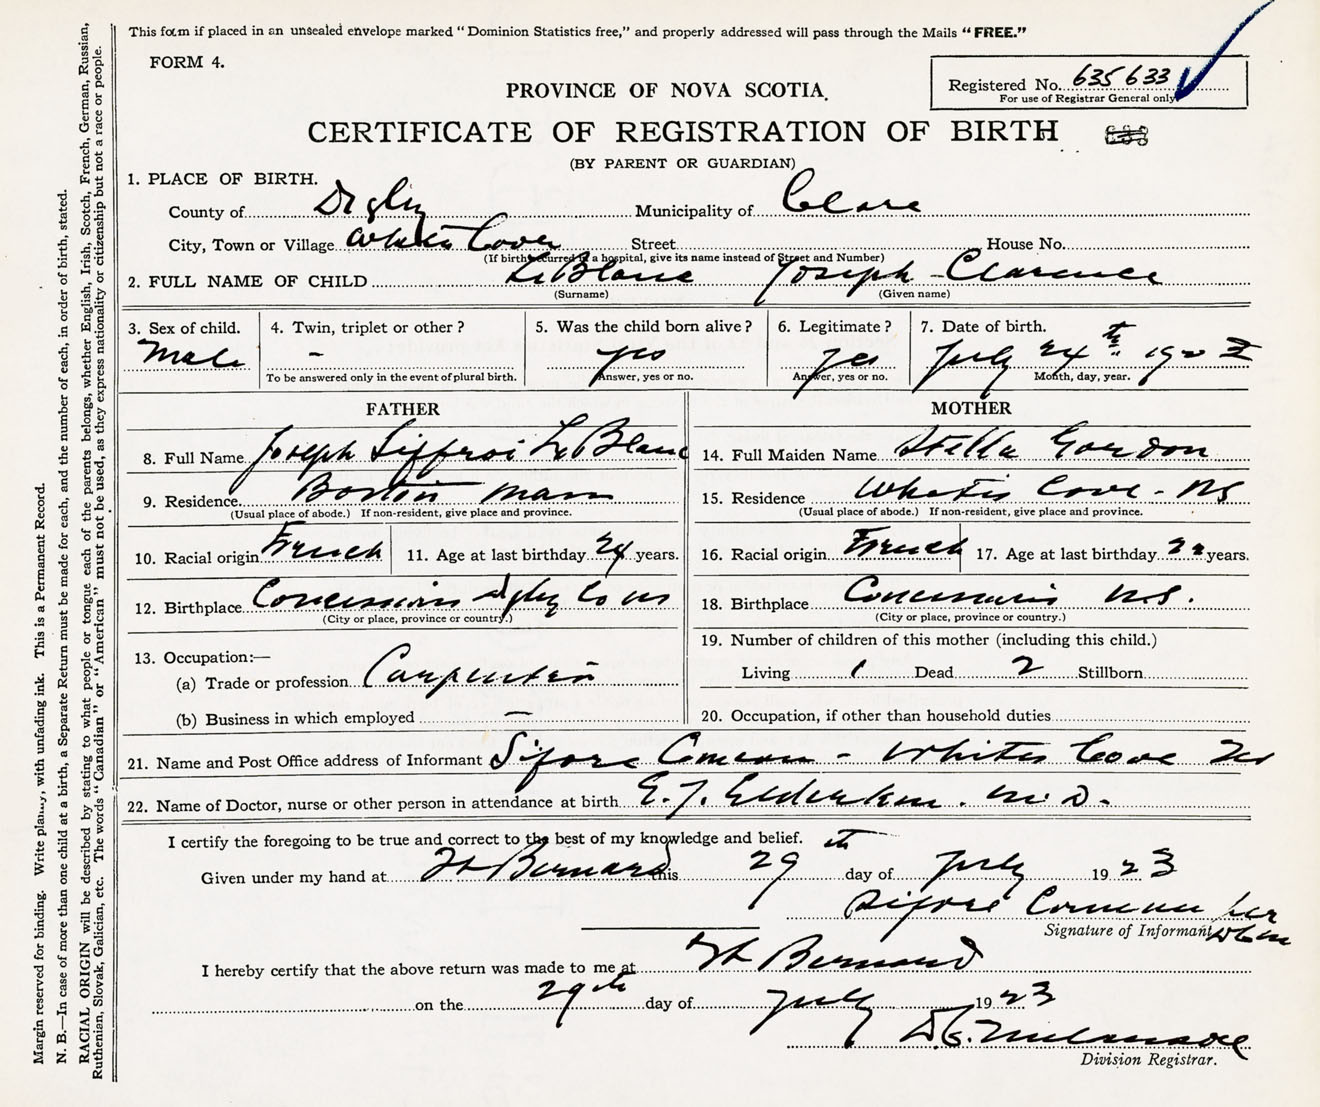 This form if placed in an unsealed envelope marked "Dominion Statistics free," and properly addressed will pass through the Mails "FREE."
FORM 4.
Registered No. 635633
For use of Registrar General only
PROVINCE OF NOVA SCOTIA.
CERTIFICATE OF REGISTRATION OF BIRTH
(BY PARENT OR GUARDIAN)
1. PLACE OF BIRTH.
County of Digby Municipality of Clare
City, Town or Village Whites Cove Street House No.
(If birth occurred in a hospital, give its name instead of Street and Number)
2. FULL NAME OF CHILD LeBlanc Joseph Clarence
(Surname) (Given name)
3. Sex of child. 4. Twin, triplet or other? 5. Was the child born alive? 6. Legitimate? 7. Date of birth.
Male - yes yes July 24th 192
To be answered only in the event of plural birth. Answer, yes or no. Answer, yes or no. Month, day, year.
FATHER
8. Full Name Joseph Siffroi LeBlanc
9. Residence Boston Mass
(Usual place of abode.) If non-resident, give place and province.
10. Racial origin French 11. Age at last birthday 24 years.
12. Birthplace Concession Digby Co NS
(City or place, province or country.)
13. Occupation:—
(a) Trade or profession Carpenter
(b) Business in which employed —
MOTHER
14. Full Maiden Name Stella Gordon
15. Residence Whites Cove - NS
(Usual place of abode.) If non-resident, give place and province.
16. Racial origin French 17. Age at last birthday years.
18. Birthplace Concession N.S.
(City or place, province or country.)
19. Number of children of this mother (including this child.)
Living 1 Dead 2 Stillborn
20. Occupation, if other than household duties
21. Name and Post Office address of Informant Sifore Comeau - Whites Cove NS
22. Name of Doctor, nurse or other person in attendance at birth E. J. Elderkin. M.D.
I certify the foregoing to be true and correct to the best of my knowledge and belief.
Given under my hand at St Bernard this 29th day of July 1923
Sifore Comeau her
Signature of Informant
I hereby certify that the above return was made to me at St Bernard
on the 29th day of July 1923
Division Registrar.
Margin reserved for binding. Write plainly, with unfading ink. This is a Permanent Record.
N. B.—In case of more than one child at a birth, a Separate Return must be made for each, and the number of each, in order of birth, stated.
RACIAL ORIGIN will be described by stating to what people or tongue each of the parents belongs, whether English, Irish, Scotch, French, German, Russian,
Ruthenian, Slovak, Galician, etc. The words "Canadian" or "American" must not be used, as they express nationality or citizenship but not a race or people.